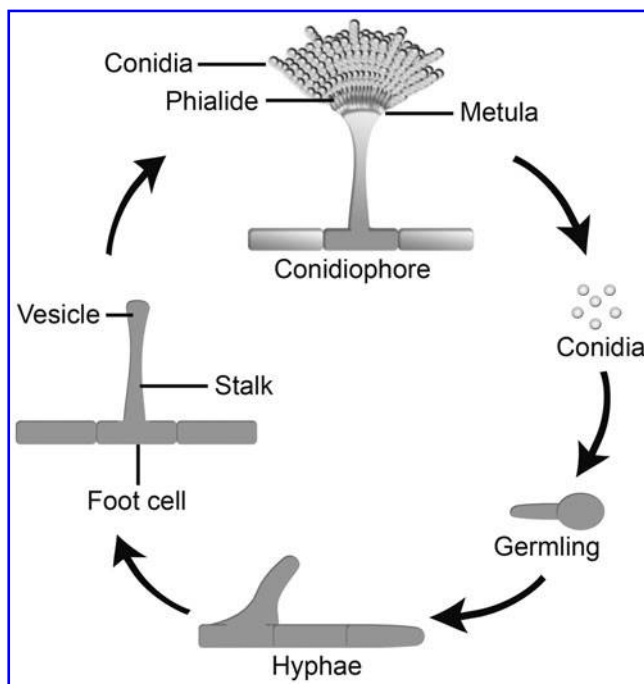 Conidia
Phialide
Metula
Conidiophore
Conidia
Germling
Hyphae
Vesicle
Stalk
Foot cell